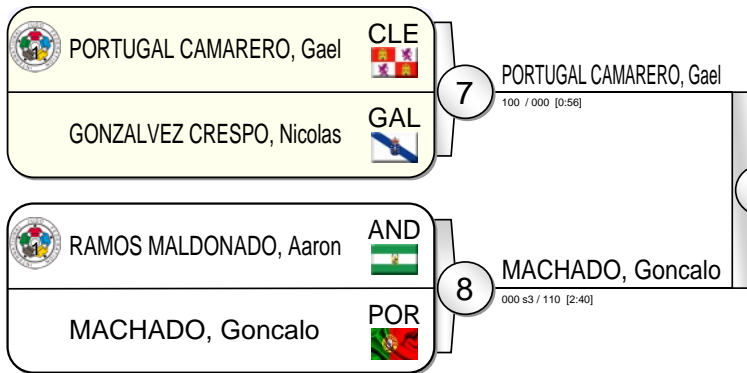 PORTUGAL CAMARERO, Gael CLE
GONZALVEZ CRESPO, Nicolas GAL
7
PORTUGAL CAMARERO, Gael
100 / 000 [0:56]
RAMOS MALDONADO, Aaron AND
MACHADO, Goncalo POR
8
MACHADO, Goncalo
000 s3 / 110 [2:40]